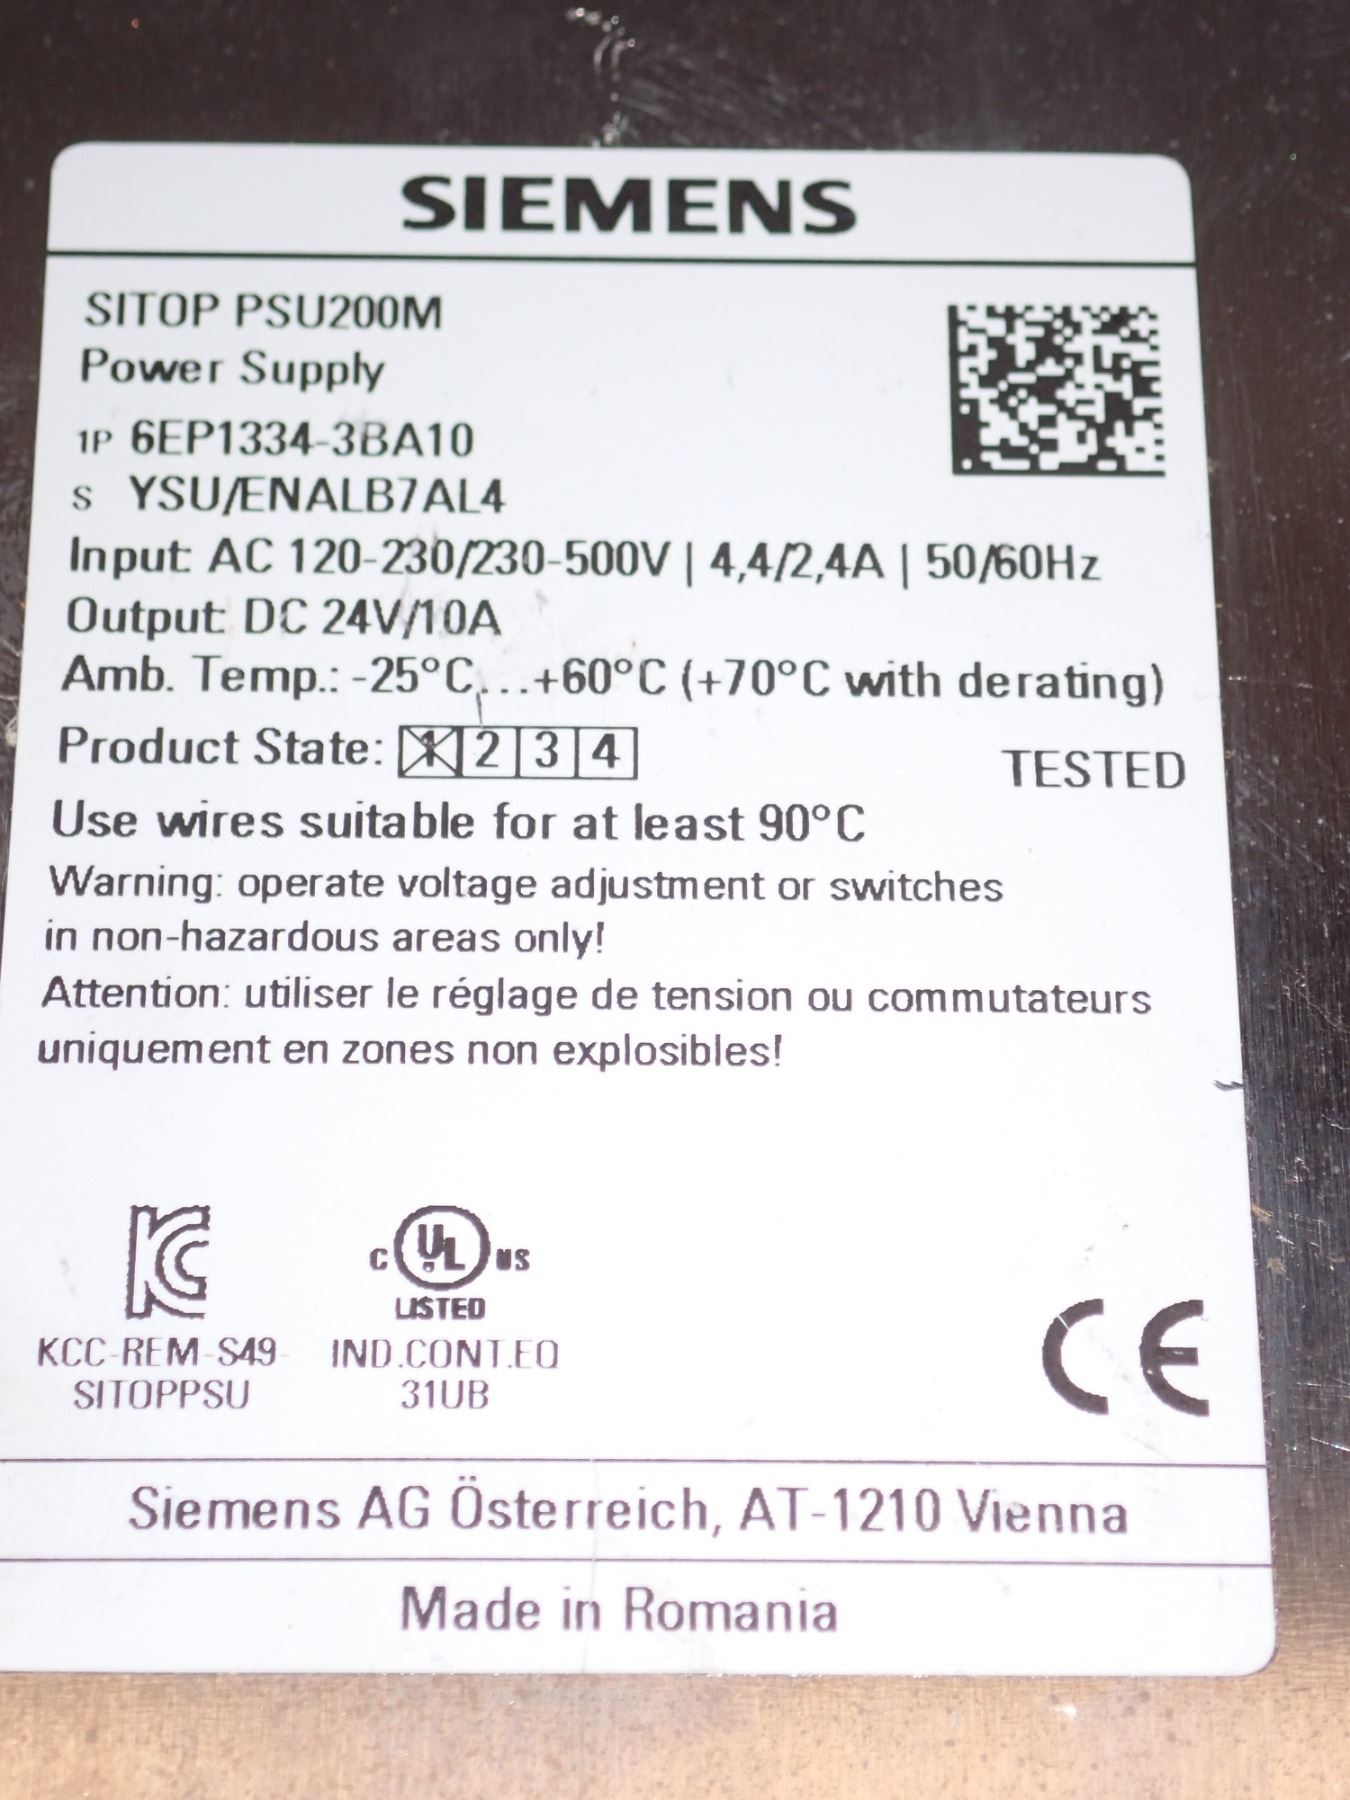 SIEMENS
SITOP PSU200M
Power Supply
1P 6EP1334-3BA10
S YSU/ENALB7AL4
Input: AC 120-230/230-500V | 4,4/2,4A | 50/60Hz
Output: DC 24V/10A
Amb. Temp.: -25°C...+60°C (+70°C with derating)
Product State: 1 2 3 4
TESTED
Use wires suitable for at least 90°C
Warning: operate voltage adjustment or switches
in non-hazardous areas only!
Attention: utiliser le réglage de tension ou commutateurs
uniquement en zones non explosibles!
C UL US
LISTED
KCC-REM-S49-
SITOPPSU
IND.CONT.EQ
31UB
CE
Siemens AG Österreich, AT-1210 Vienna
Made in Romania